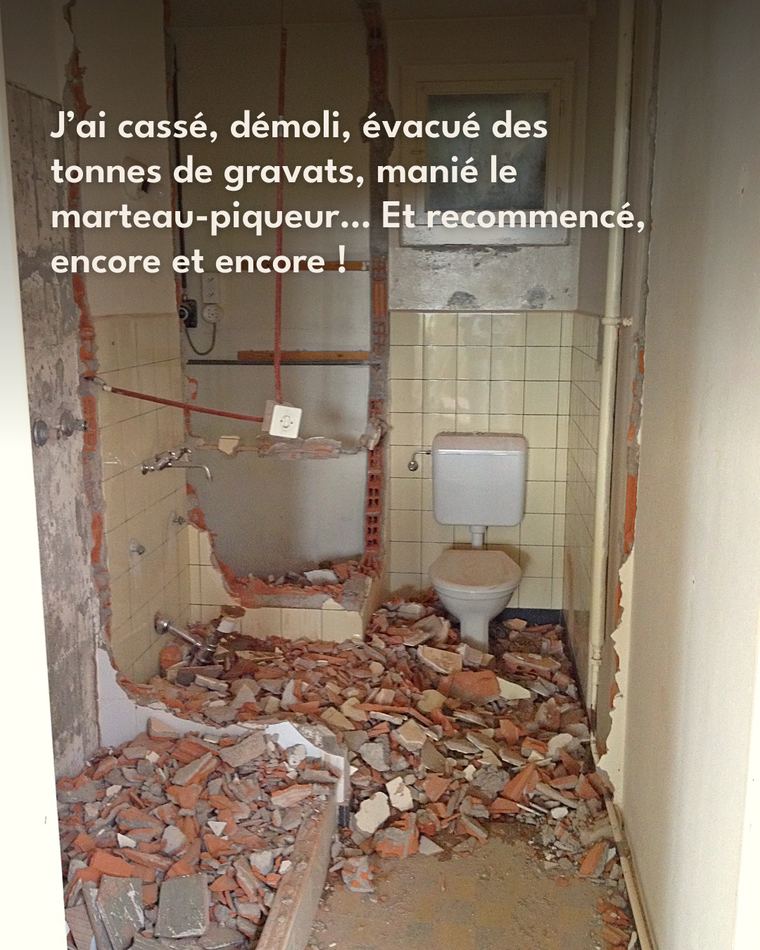 J’ai cassé, démoli, évacué des
tonnes de gravats, manié le
marteau-piqueur... Et recommencé,
encore et encore !